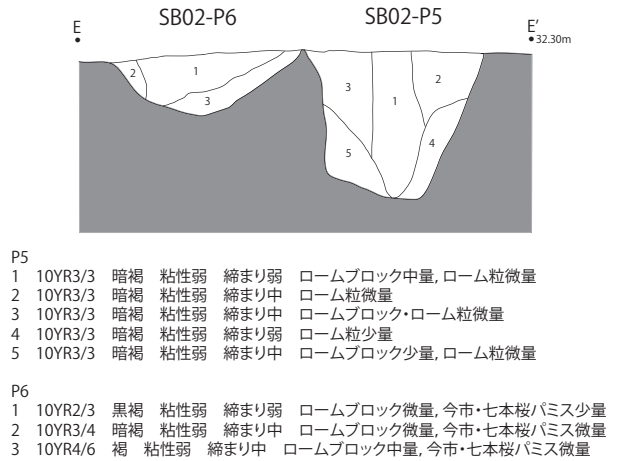 SB02-P6 SB02-P5
E E′
32.30m
2 1 3 3 1 2 5 4
P5
1 10YR3/3 暗褐 粘性弱 締まり弱 ロームブロック中量, ローム粒微量
2 10YR3/3 暗褐 粘性弱 締まり中 ローム粒微量
3 10YR3/3 暗褐 粘性弱 締まり中 ロームブロック・ローム粒微量
4 10YR3/3 暗褐 粘性弱 締まり弱 ローム粒少量
5 10YR3/3 暗褐 粘性弱 締まり中 ロームブロック少量, ローム粒微量
P6
1 10YR2/3 黒褐 粘性弱 締まり弱 ロームブロック微量, 今市・七本桜パミス少量
2 10YR3/4 暗褐 粘性弱 締まり中 ロームブロック微量, 今市・七本桜パミス微量
3 10YR4/6 褐 粘性弱 締まり中 ロームブロック中量, 今市・七本桜パミス微量